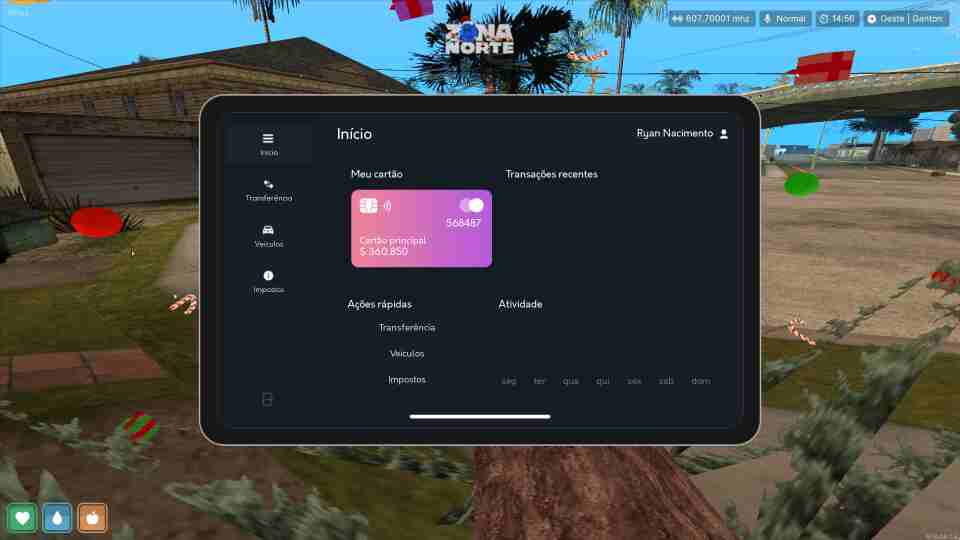 ZONA
NORTE
607.70001 mhz
Normal
14:56
Oeste | Ganton
Início
Ryan Nacimento
Início
Transferência
Veículos
Impostos
Meu cartão
Transações recentes
568487
Cartão principal
$ 360.850
Ações rápidas
Transferência
Veículos
Impostos
Atividade
seg ter qua qui sex sab dom